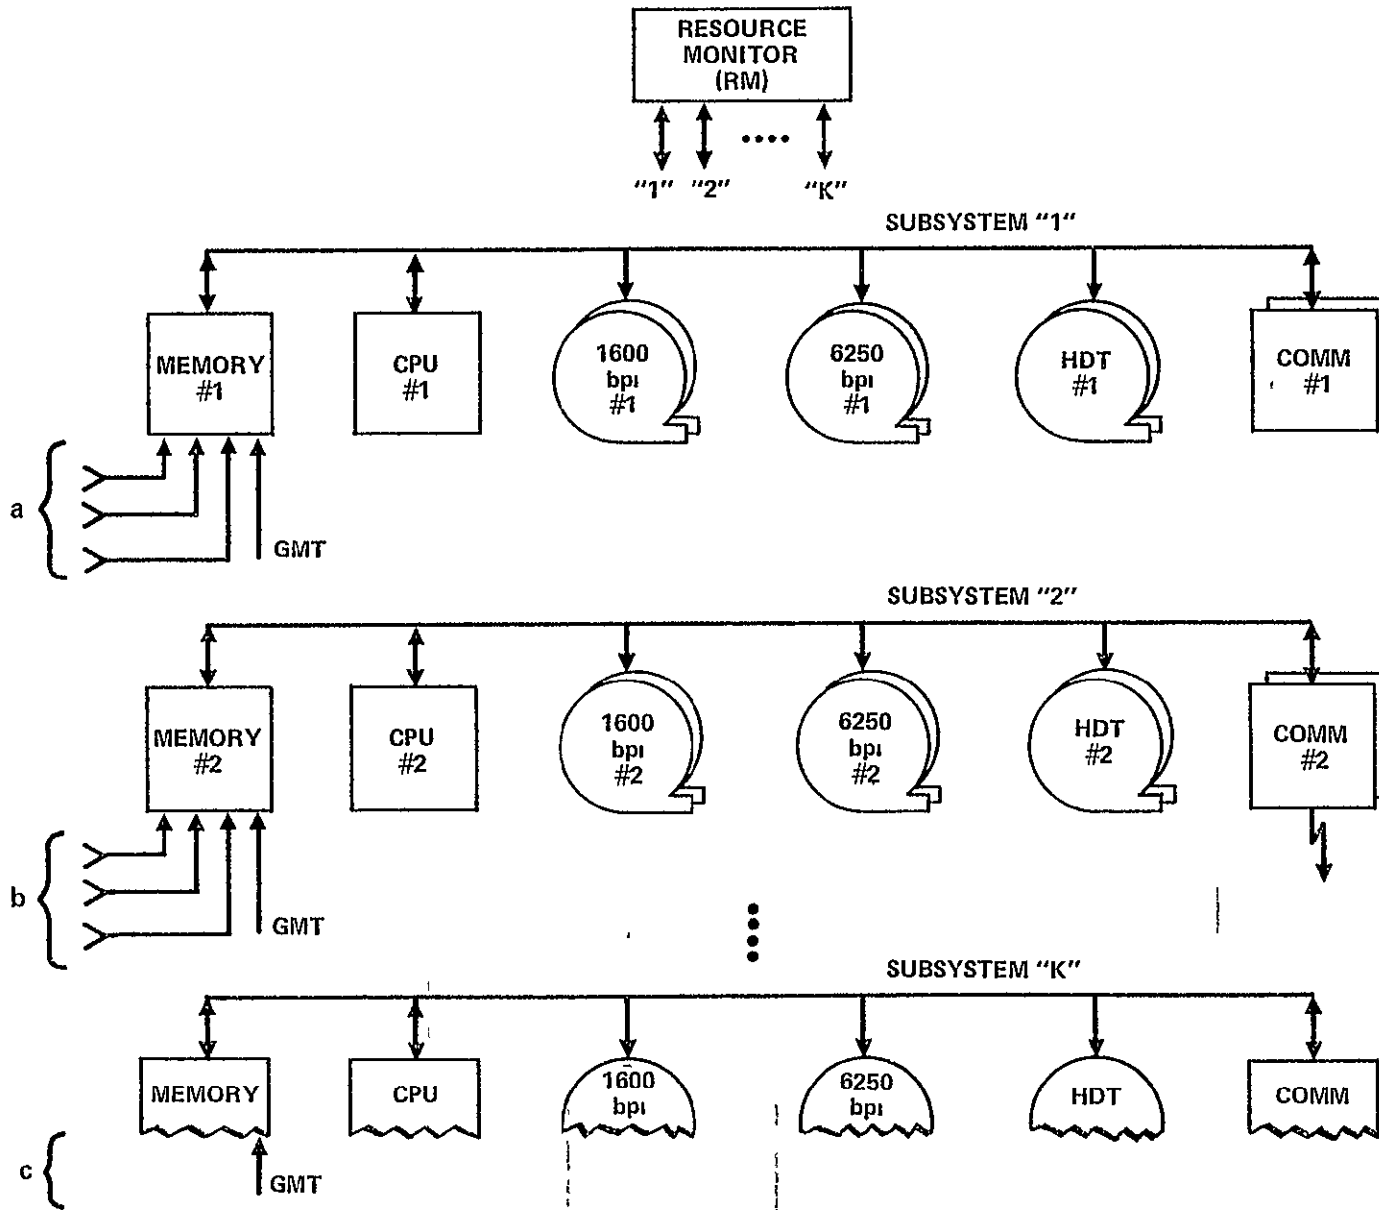 RESOURCE
MONITOR
(RM)
"1" "2" "K"
SUBSYSTEM "1"
MEMORY
#1
CPU
#1
1600
bpi
#1
6250
bpi
#1
HDT
#1
COMM
#1
a
GMT
SUBSYSTEM "2"
MEMORY
#2
CPU
#2
1600
bpi
#2
6250
bpi
#2
HDT
#2
COMM
#2
b
GMT
SUBSYSTEM "K"
MEMORY
CPU
1600
bpi
6250
bpi
HDT
COMM
c
GMT